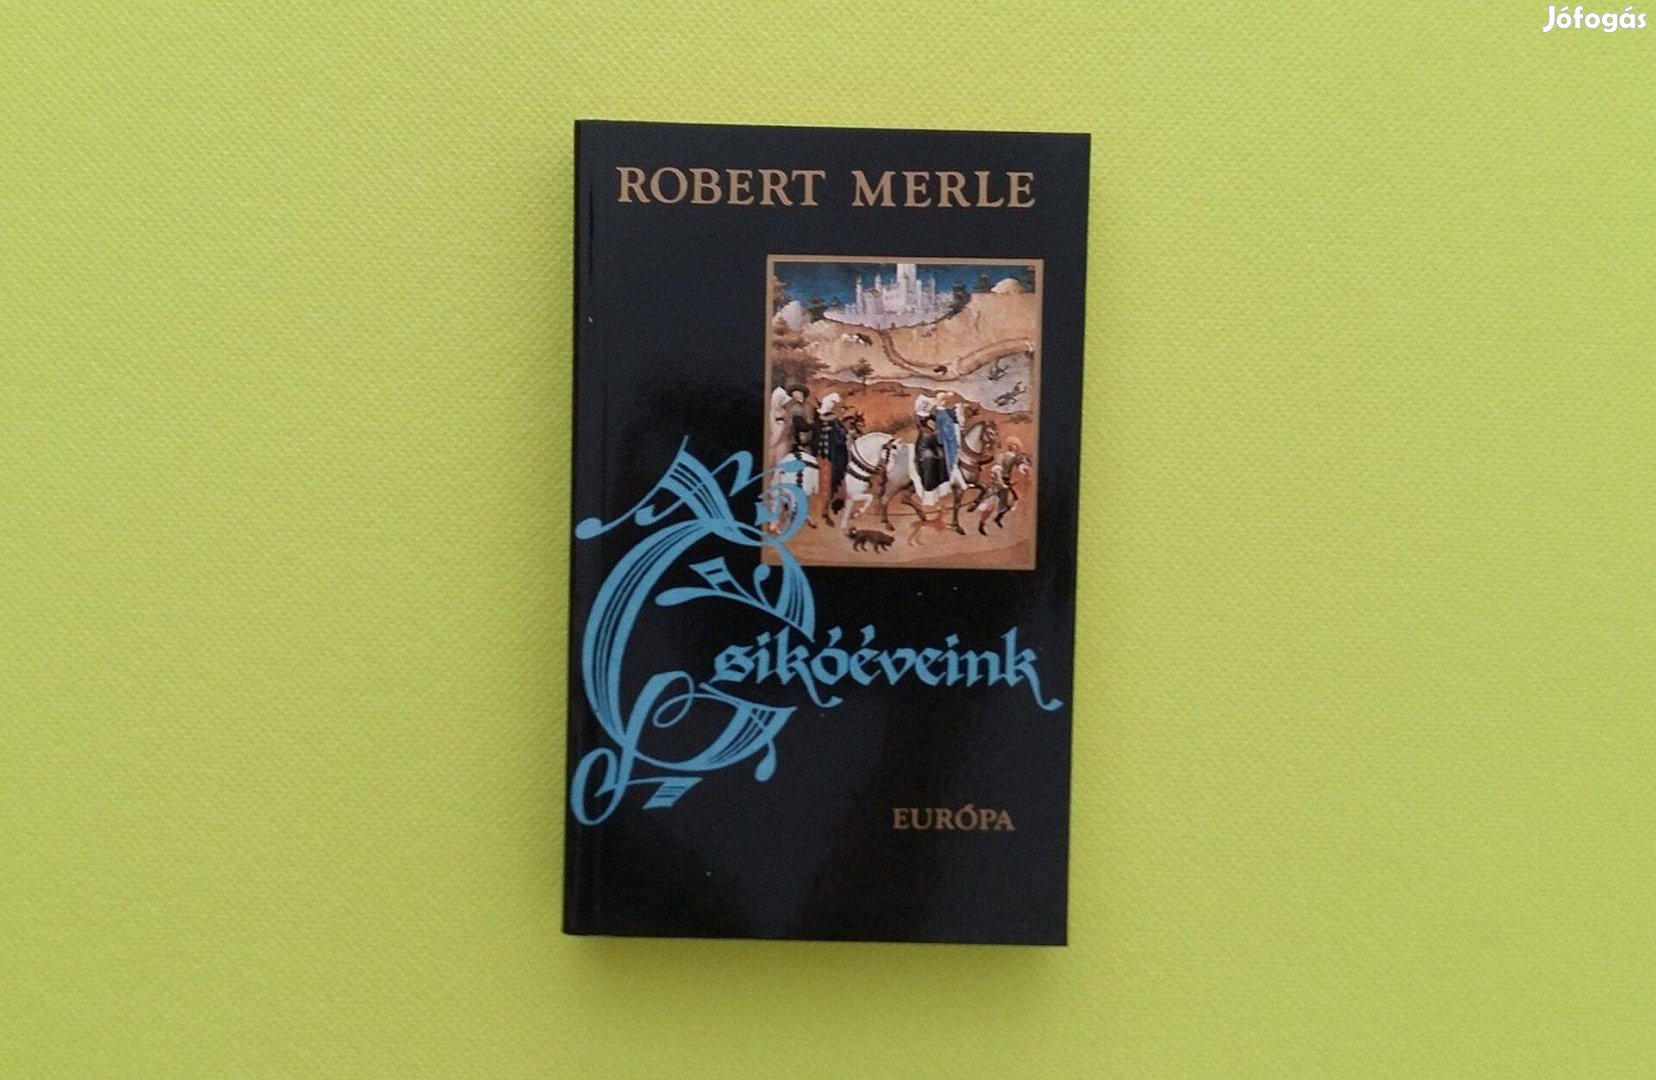 Jófogás
ROBERT MERLE
Csikóéveink
EURÓPA